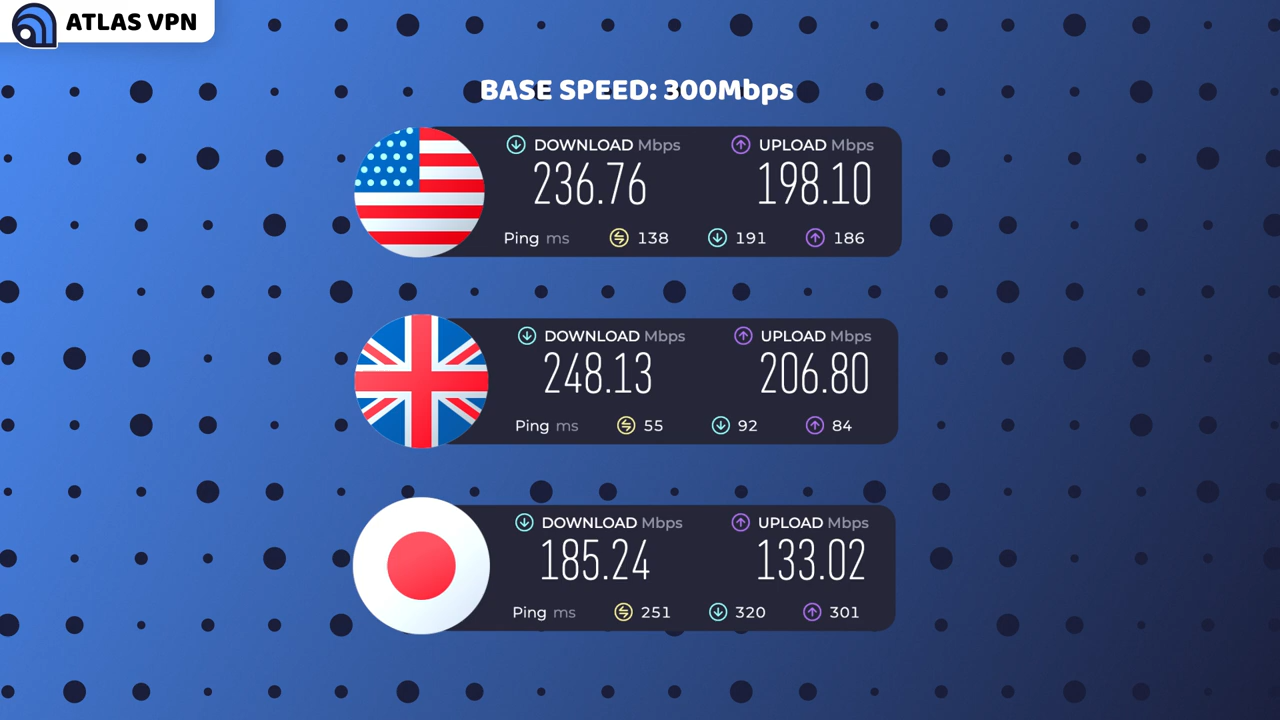 ATLAS VPN
BASE SPEED: 300Mbps
DOWNLOAD Mbps UPLOAD Mbps
236.76 198.10
Ping ms 138 191 186
DOWNLOAD Mbps UPLOAD Mbps
248.13 206.80
Ping ms 55 92 84
DOWNLOAD Mbps UPLOAD Mbps
185.24 133.02
Ping ms 251 320 301